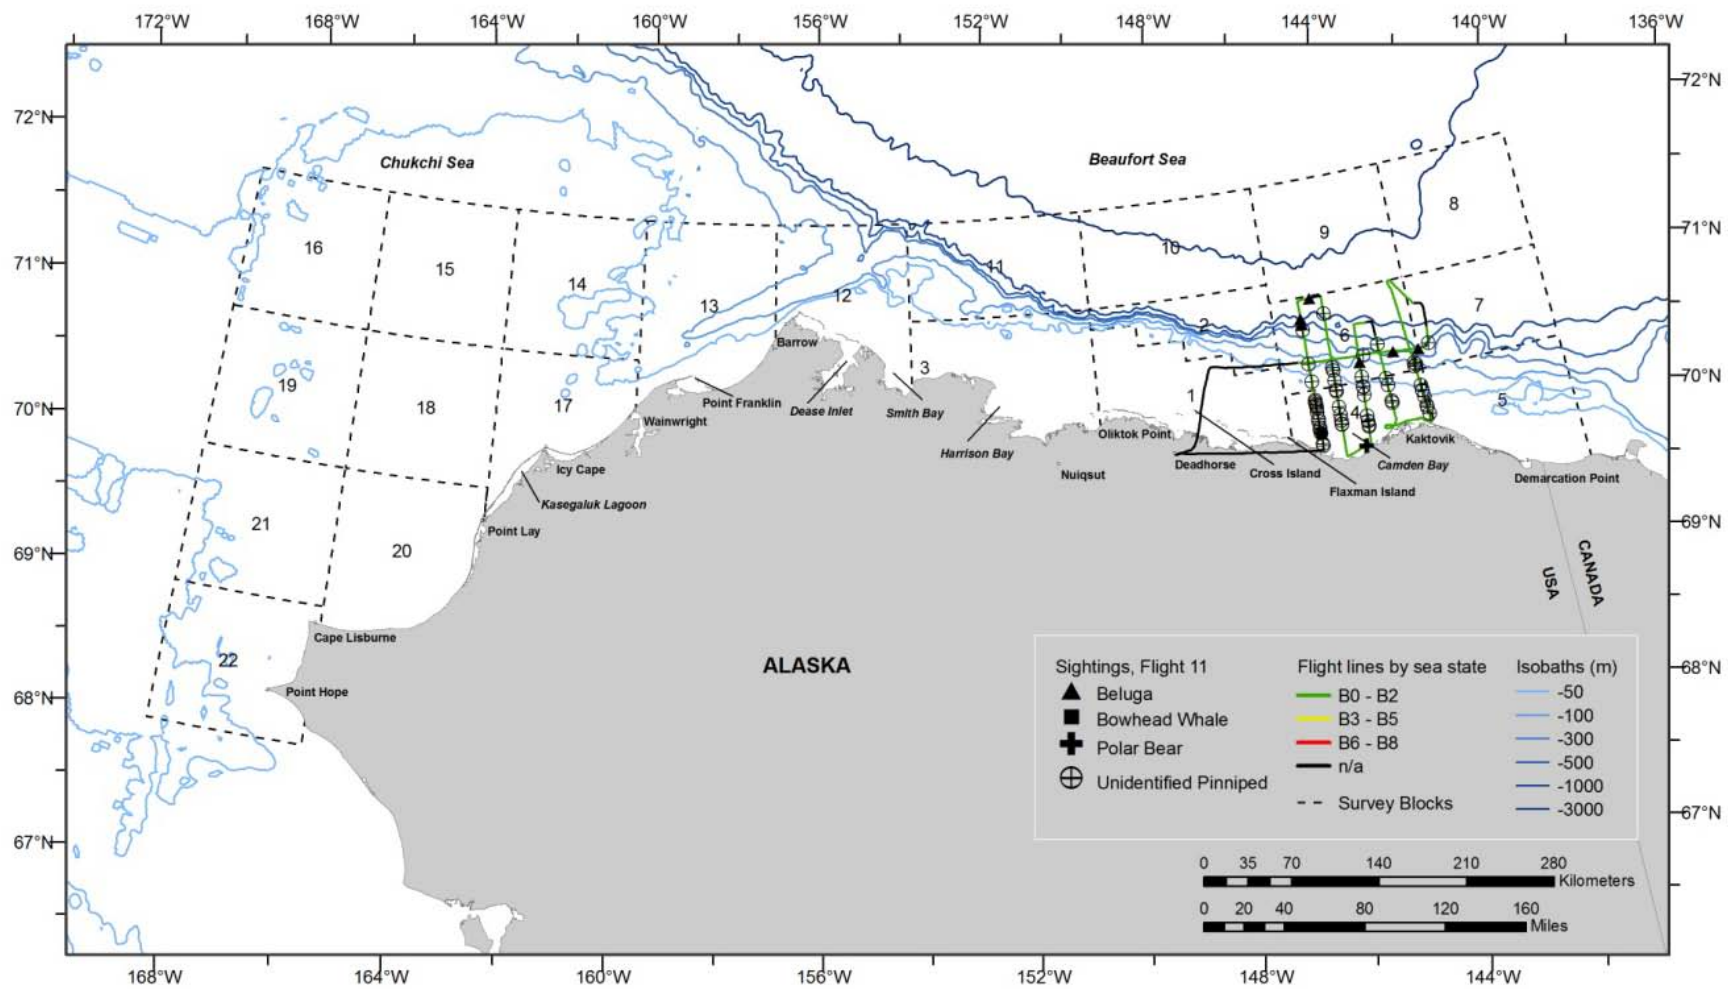 172°W 168°W 164°W 160°W 156°W 152°W 148°W 144°W 140°W 136°W
72°N 72°N
Chukchi Sea Beaufort Sea
8
9
16 10
71°N 71°N
15 11
14
13 12 7
2 6
Barrow
70°N
3
19 Point Franklin Dease Inlet Smith Bay 1 5
70°N 18 17 4
Wainwright
Oliktok Point Kaktovik
Harrison Bay
Icy Cape Deadhorse Camden Bay
Nuiqsut Cross Island
Demarcation Point
Flaxman Island
Kasegaluk Lagoon
21 69°N
Point Lay
69°N 20
CANADA
USA
Cape Lisburne
22 ALASKA 68°N
68°N Point Hope
Sightings, Flight 11
Beluga
Bowhead Whale
Polar Bear
Unidentified Pinniped
Flight lines by sea state
B0 - B2
B3 - B5
B6 - B8
n/a
Survey Blocks
Isobaths (m)
-50
-100
-300
-500
-1000
-3000
67°N 67°N
0 35 70 140 210 280
Kilometers
0 20 40 80 120 160
Miles
168°W 164°W 160°W 156°W 152°W 148°W 144°W